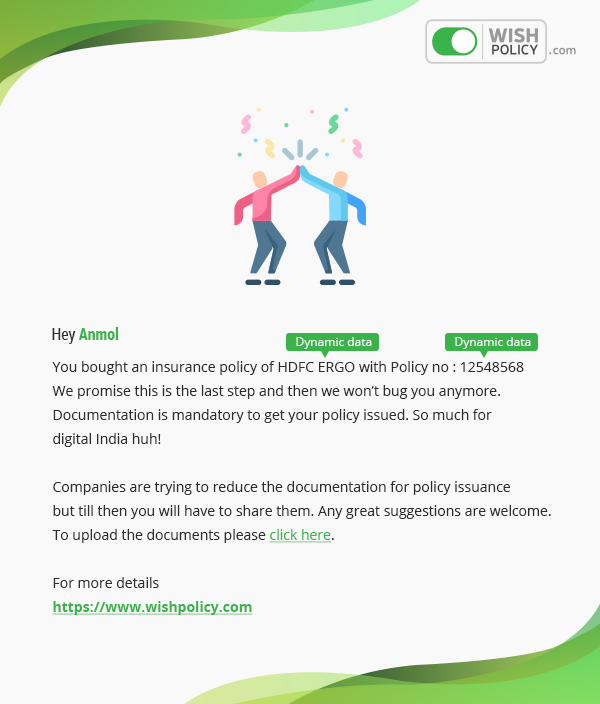 WISH
POLICY .com
Hey Anmol
Dynamic data Dynamic data
You bought an insurance policy of HDFC ERGO with Policy no : 12548568
We promise this is the last step and then we won’t bug you anymore.
Documentation is mandatory to get your policy issued. So much for
digital India huh!
Companies are trying to reduce the documentation for policy issuance
but till then you will have to share them. Any great suggestions are welcome.
To upload the documents please click here.
For more details
https://www.wishpolicy.com